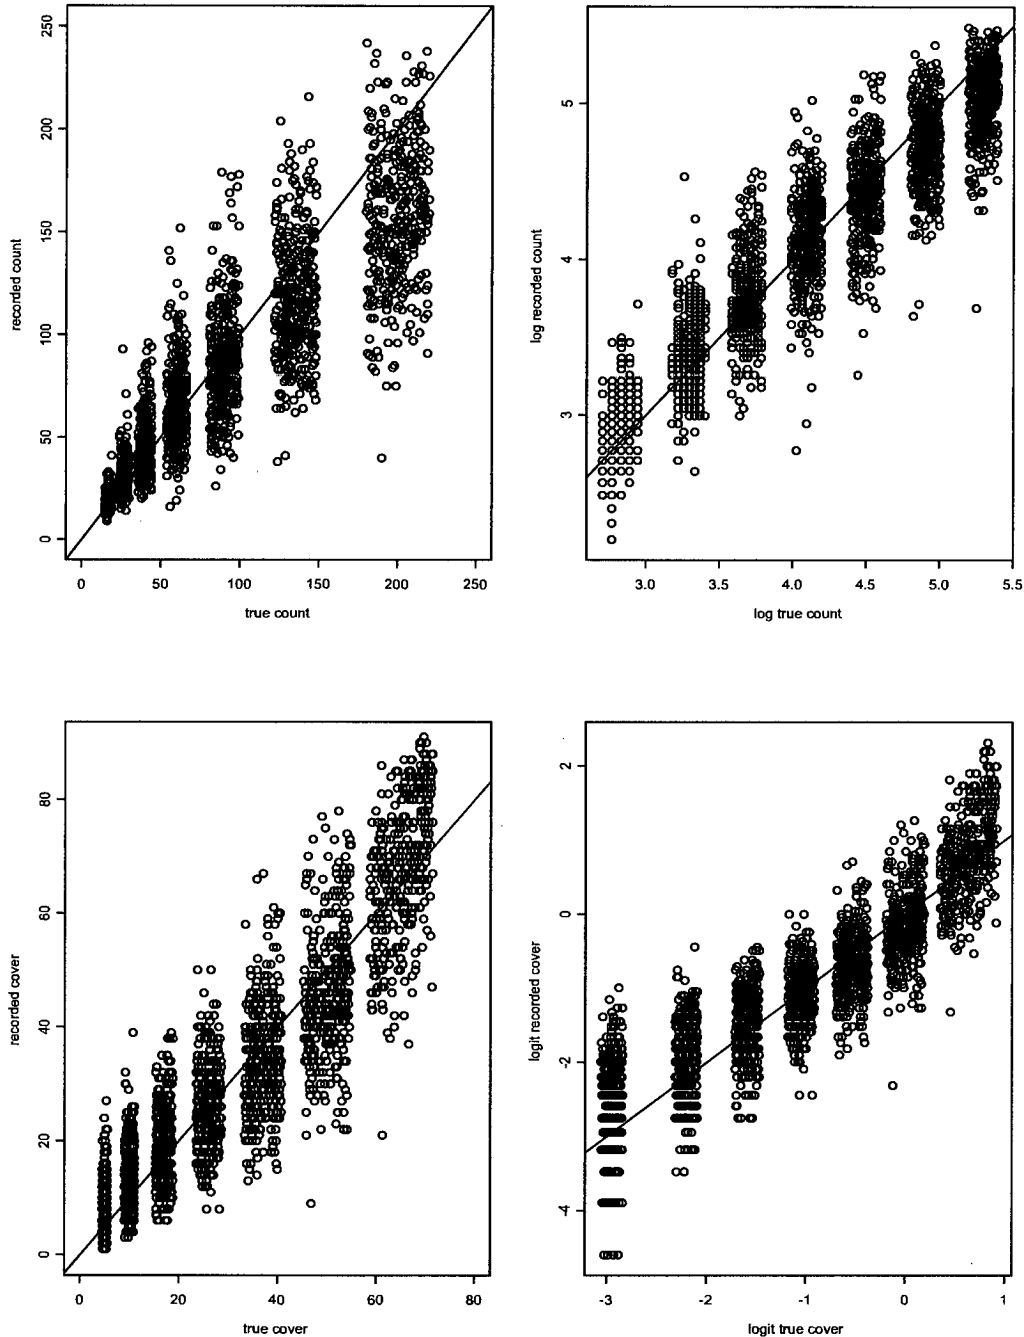 250
200
150
100
50
0
recorded count
0 50 100 150 200 250
true count
5
4
3
log recorded count
3.0 3.5 4.0 4.5 5.0 5.5
log true count
80
60
40
20
0
recorded cover
0 20 40 60 80
true cover
2
0
-2
-4
logit recorded cover
-3 -2 -1 0 1
logit true cover